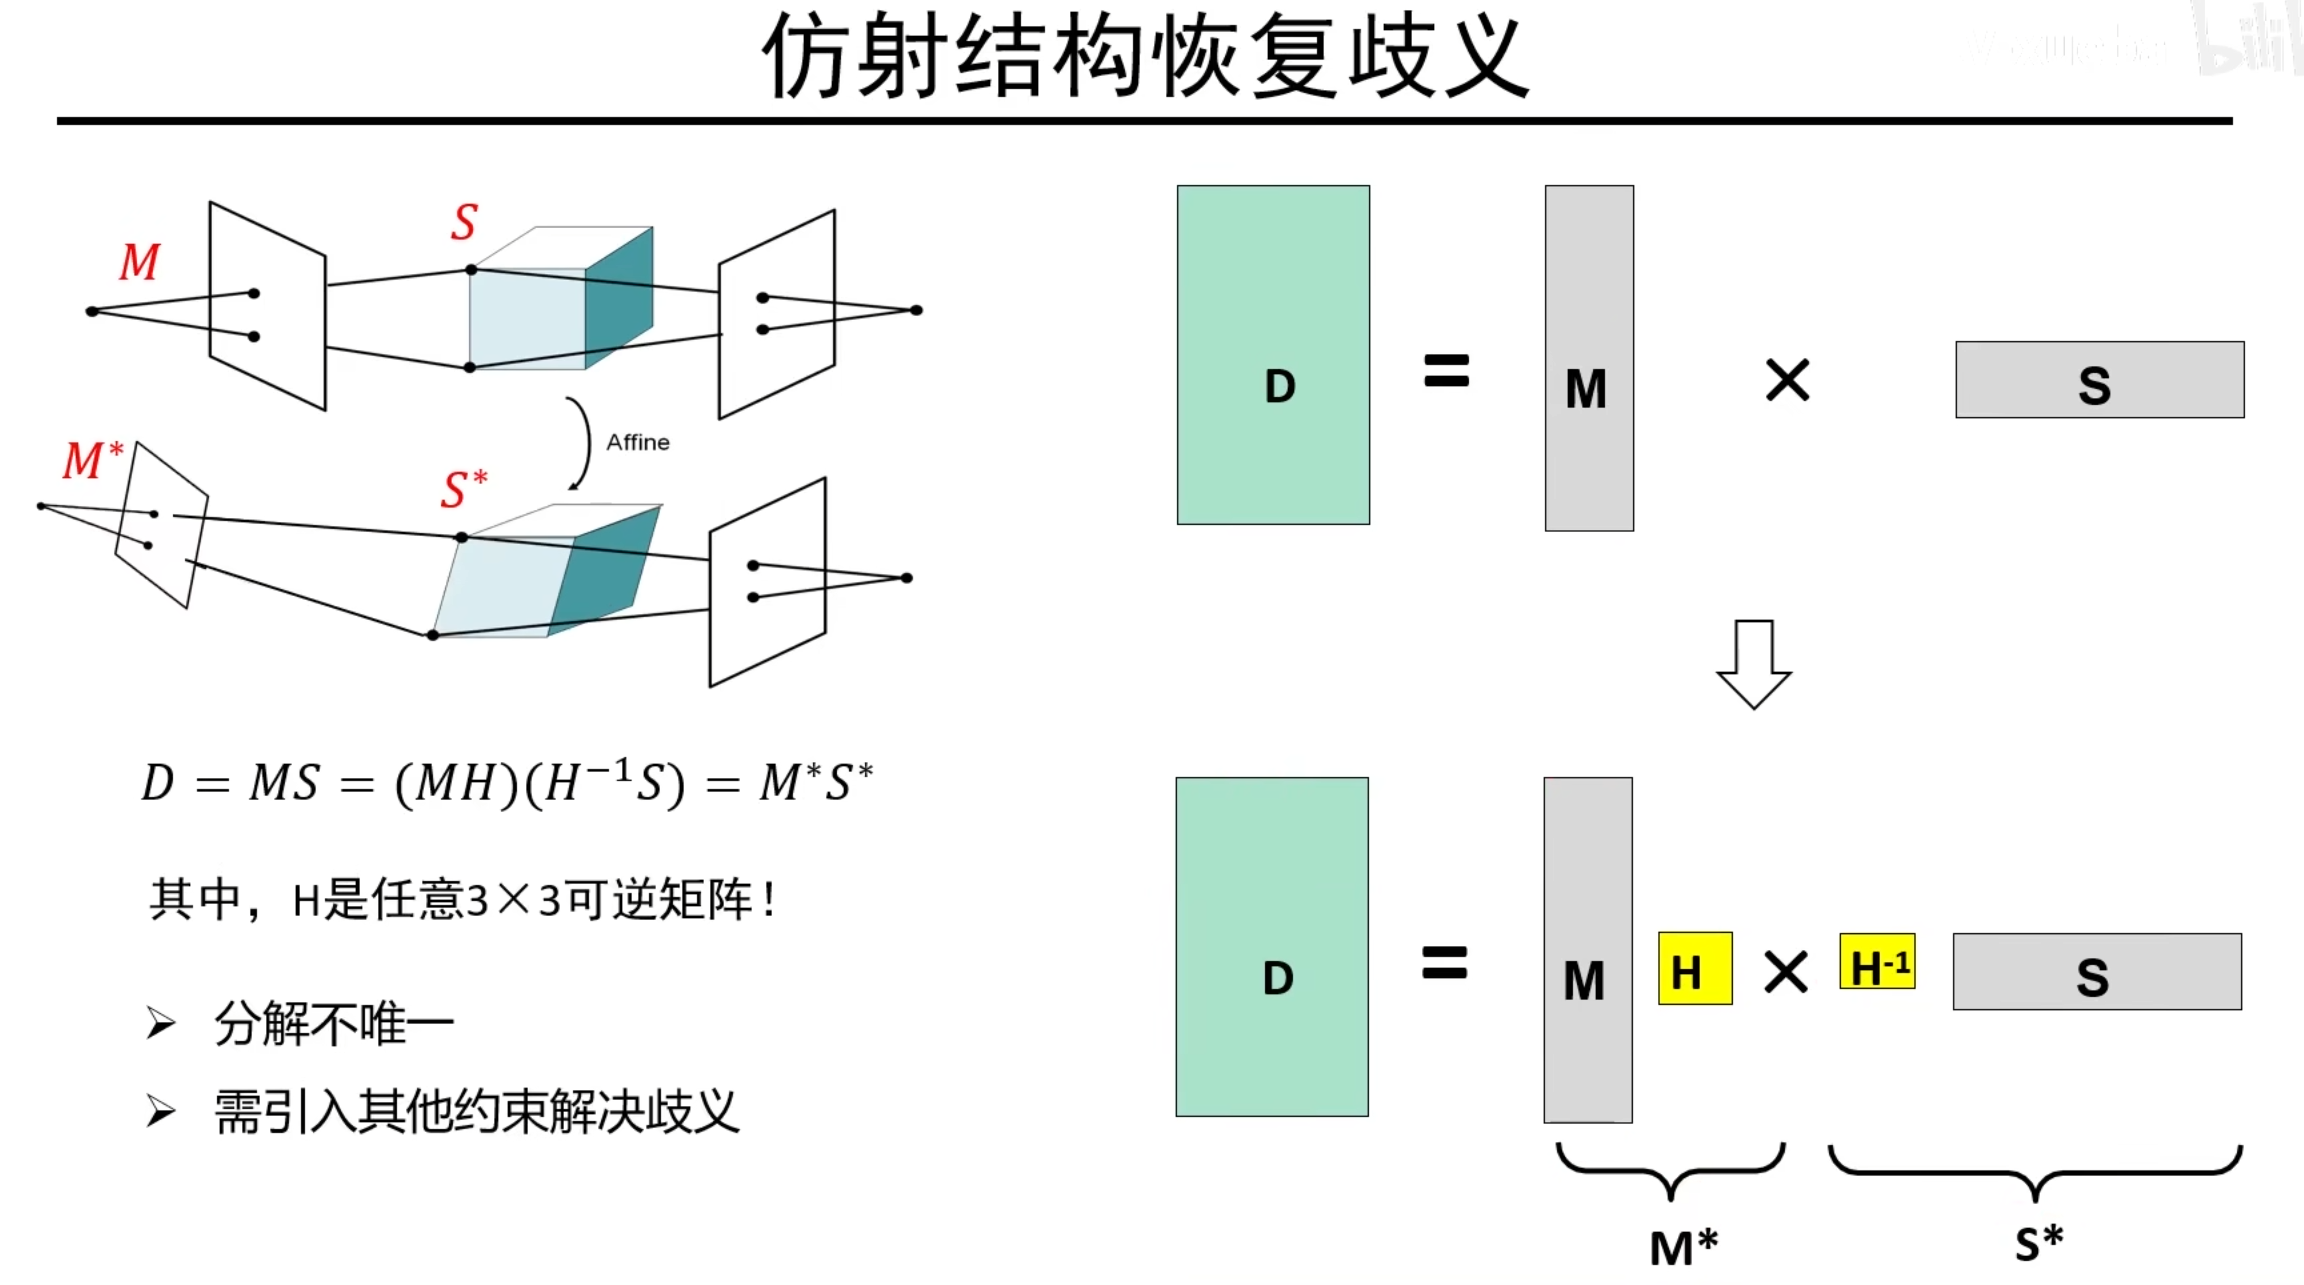 仿射结构恢复歧义
bili
M
S
Affine
M*
S*
D = MS = (MH)(H⁻¹S) = M*S*
其中，H是任意3×3可逆矩阵！
➢ 分解不唯一
➢ 需引入其他约束解决歧义
D = M × S
D = M H × H⁻¹ S
M* S*